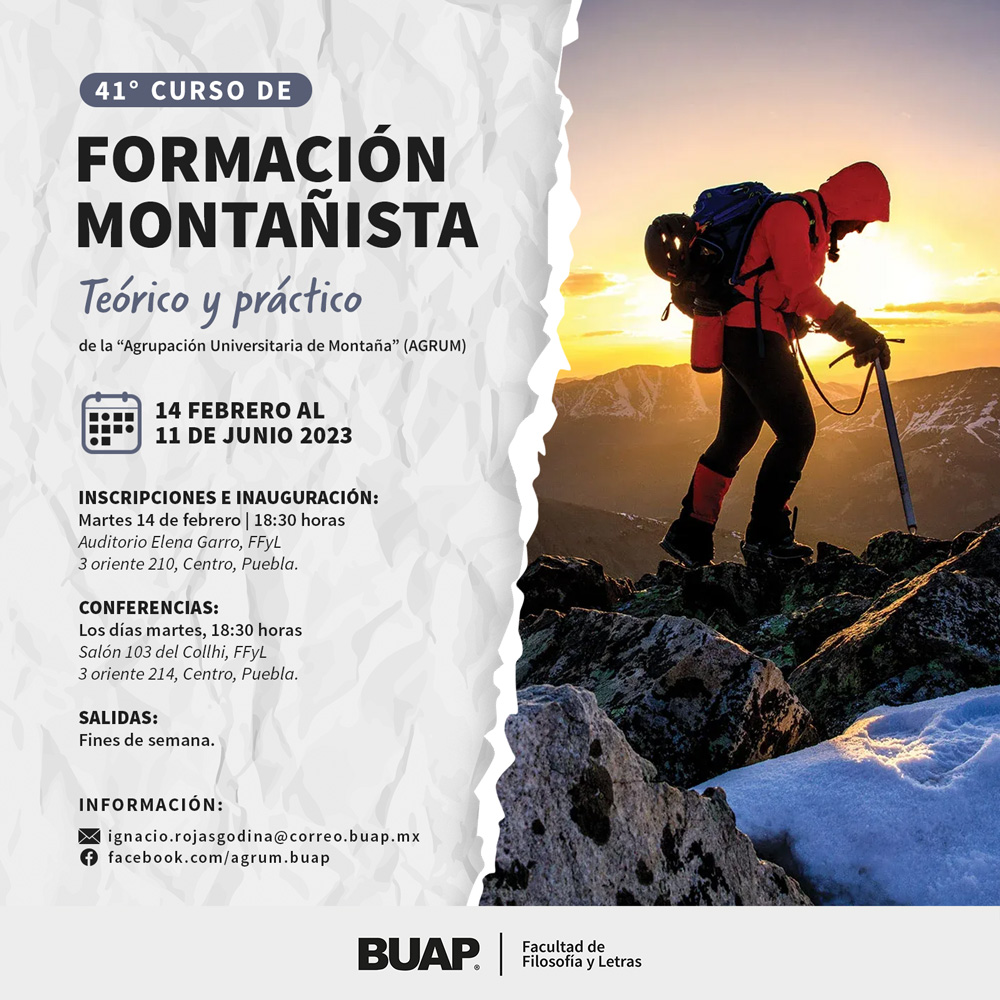 41° CURSO DE
FORMACIÓN
MONTAÑISTA
Teórico y práctico
de la “Agrupación Universitaria de Montaña” (AGRUM)
14 FEBRERO AL
11 DE JUNIO 2023
INSCRIPCIONES E INAUGURACIÓN:
Martes 14 de febrero | 18:30 horas
Auditorio Elena Garro, FFyL
3 oriente 210, Centro, Puebla.
CONFERENCIAS:
Los días martes, 18:30 horas
Salón 103 del Collhi, FFyL
3 oriente 214, Centro, Puebla.
SALIDAS:
Fines de semana.
INFORMACIÓN:
ignacio.rojasgodina@correo.buap.mx
facebook.com/agrum.buap
BUAP®
Facultad de
Filosofía y Letras